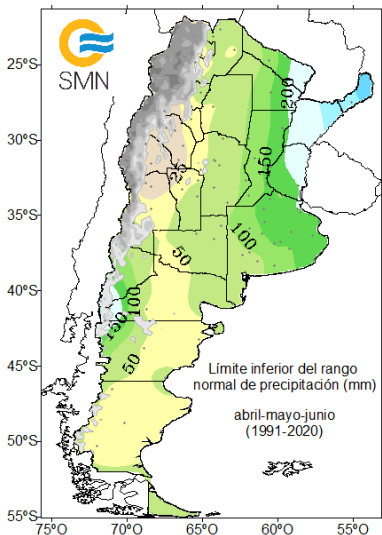 SMN
25°S
30°S
35°S
40°S
45°S
50°S
55°S
200
150
25
100
50
100
50
50
Límite inferior del rango
normal de precipitación (mm)
abril-mayo-junio
(1991-2020)
75°O
70°O
65°O
60°O
55°O